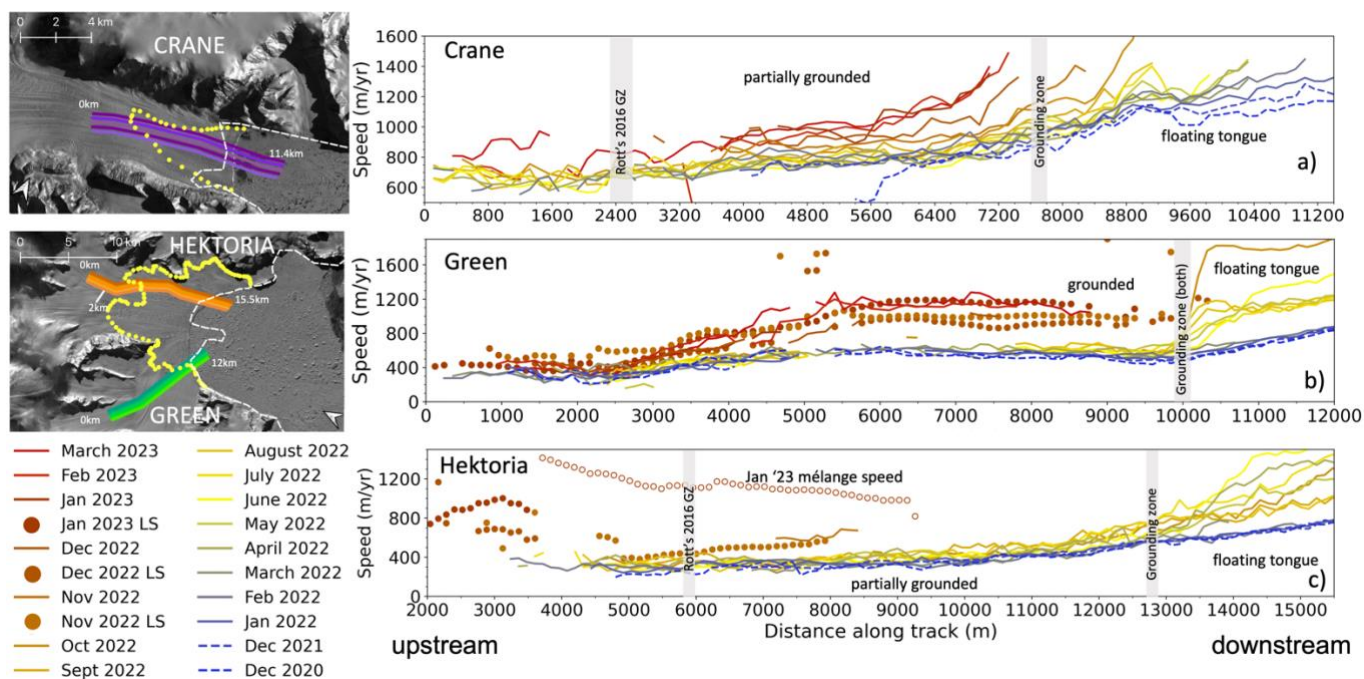 0 2 4 km
CRANE
0km
11.4km
0 5 10 km
HEKTORIA
0km
2km
15.5km
12km
0km
GREEN
March 2023
Feb 2023
Jan 2023
Jan 2023 LS
Dec 2022
Dec 2022 LS
Nov 2022
Nov 2022 LS
Oct 2022
Sept 2022
August 2022
July 2022
June 2022
May 2022
April 2022
March 2022
Feb 2022
Jan 2022
Dec 2021
Dec 2020
Crane
Speed (m/yr)
1600
1400
1200
1000
800
600
partially grounded
Rott's 2016 GZ
Grounding zone
floating tongue
a)
0 800 1600 2400 3200 4000 4800 5600 6400 7200 8000 8800 9600 10400 11200
Green
Speed (m/yr)
1600
1200
800
400
0
grounded
Grounding zone (both)
floating tongue
b)
0 1000 2000 3000 4000 5000 6000 7000 8000 9000 10000 11000 12000
Hektoria
Speed (m/yr)
1200
800
400
0
Jan '23 mélange speed
Rott's 2016 GZ
partially grounded
Grounding zone
floating tongue
c)
2000 3000 4000 5000 6000 7000 8000 9000 10000 11000 12000 13000 14000 15000
upstream
Distance along track (m)
downstream